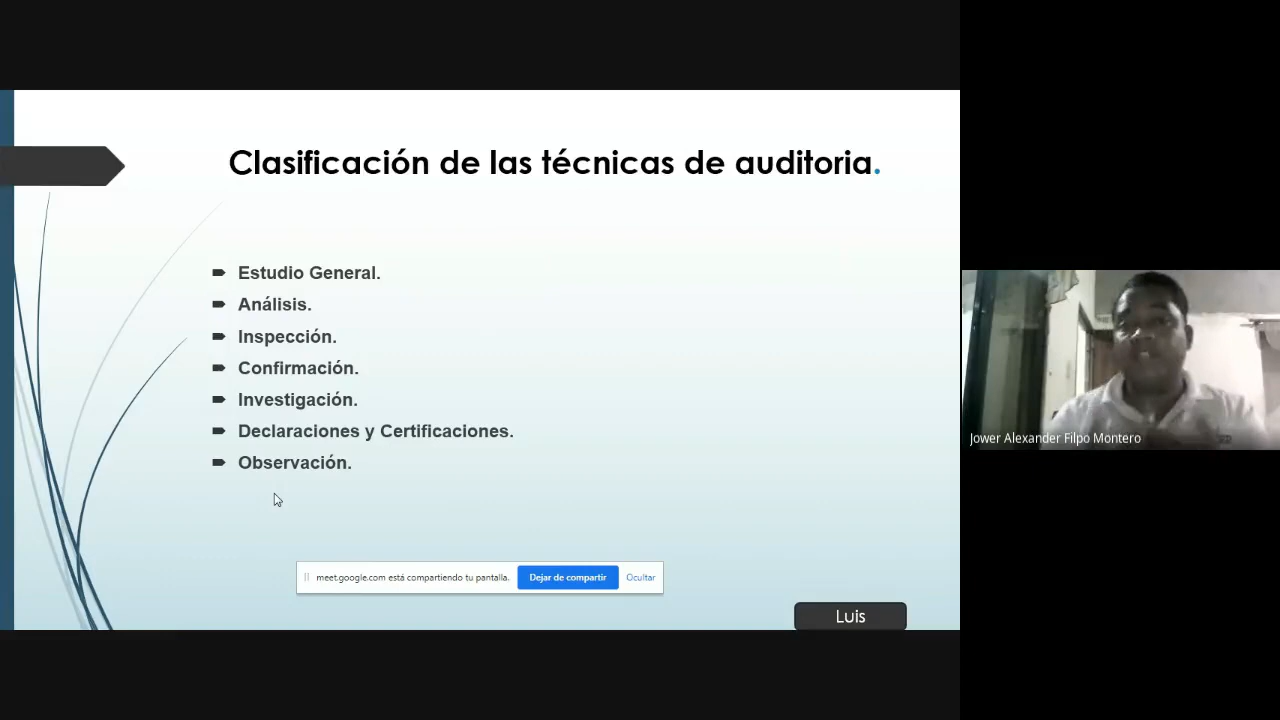 Clasificación de las técnicas de auditoria.
Estudio General.
Análisis.
Inspección.
Confirmación.
Investigación.
Declaraciones y Certificaciones.
Observación.
meet.google.com está compartiendo tu pantalla.
Dejar de compartir
Ocultar
Luis
Jower Alexander Filpo Montero